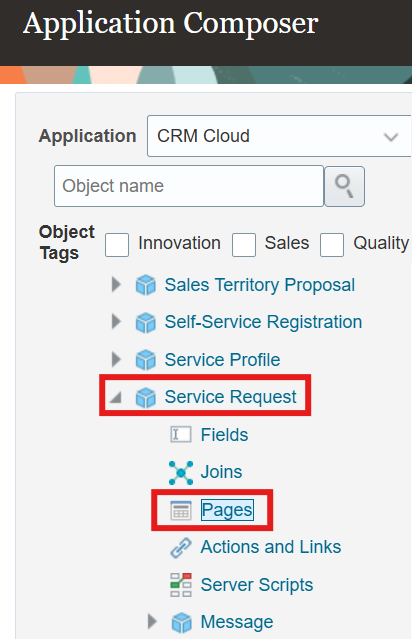 Application Composer
Application CRM Cloud
Object name
Object
Tags
Innovation Sales Quality
Sales Territory Proposal
Self-Service Registration
Service Profile
Service Request
Fields
Joins
Pages
Actions and Links
Server Scripts
Message